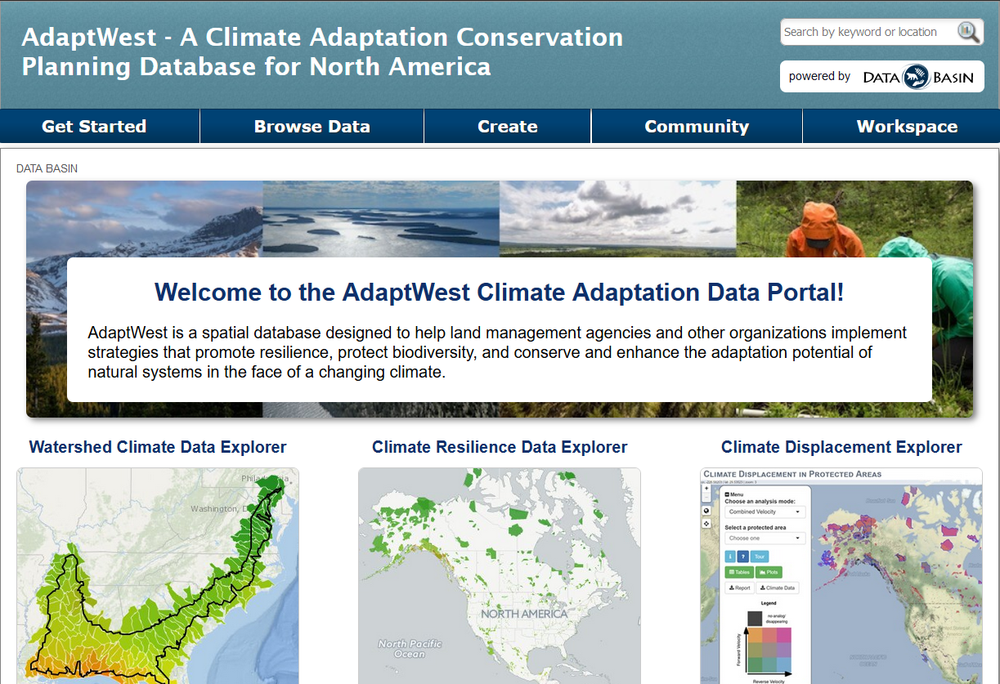 AdaptWest - A Climate Adaptation Conservation
Planning Database for North America
Search by keyword or location
powered by DATA BASIN
Get Started
Browse Data
Create
Community
Workspace
DATA BASIN
Welcome to the AdaptWest Climate Adaptation Data Portal!
AdaptWest is a spatial database designed to help land management agencies and other organizations implement
strategies that promote resilience, protect biodiversity, and conserve and enhance the adaptation potential of
natural systems in the face of a changing climate.
Watershed Climate Data Explorer
Climate Resilience Data Explorer
Climate Displacement Explorer
Washington, D
NORTH AMERICA
North Pacific
Ocean
CLIMATE DISPLACEMENT IN PROTECTED AREAS
Menu
Choose an analysis mode:
Combined Velocity
Select a protected area
Choose one
i
?
Tour
Tables
Plots
Report
Climate Data
Legend
no-analog/
disappearing
Forward Velocity
Reverse Velocity